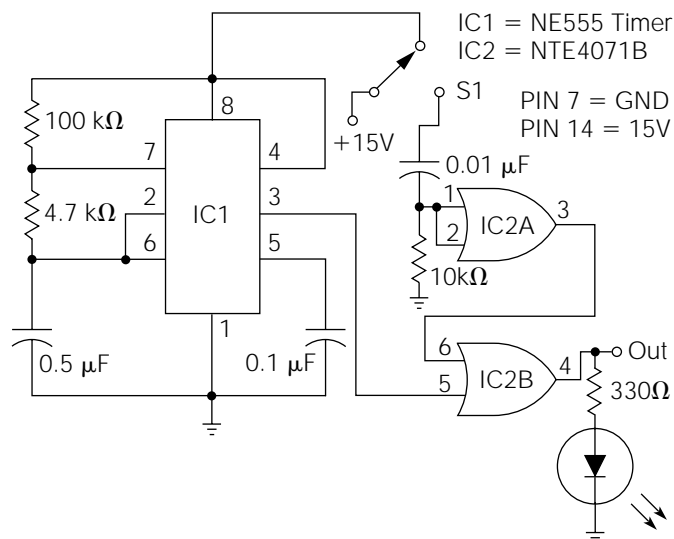 IC1 = NE555 Timer
IC2 = NTE4071B
PIN 7 = GND
PIN 14 = 15V
S1
+15V
8
100 kΩ
7
4
0.01 µF
4.7 kΩ
2
IC1
3
1
IC2A
3
2
6
5
10kΩ
1
0.5 µF
0.1 µF
6
IC2B
4
Out
5
330Ω